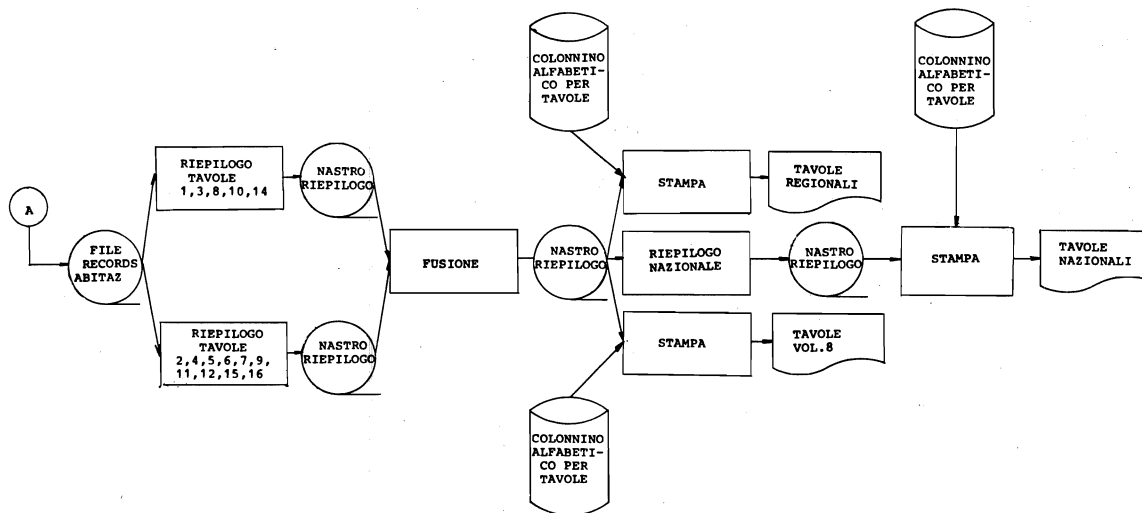 A
FILE
RECORDS
ABITAZ
RIEPILOGO
TAVOLE
1,3,8,10,14
NASTRO
RIEPILOGO
RIEPILOGO
TAVOLE
2,4,5,6,7,9,
11,12,15,16
NASTRO
RIEPILOGO
FUSIONE
NASTRO
RIEPILOGO
COLONNINO
ALFABETI-
CO PER
TAVOLE
STAMPA
TAVOLE
REGIONALI
RIEPILOGO
NAZIONALE
NASTRO
RIEPILOGO
STAMPA
TAVOLE
VOL.8
COLONNINO
ALFABETI-
CO PER
TAVOLE
COLONNINO
ALFABETI-
CO PER
TAVOLE
STAMPA
TAVOLE
NAZIONALI